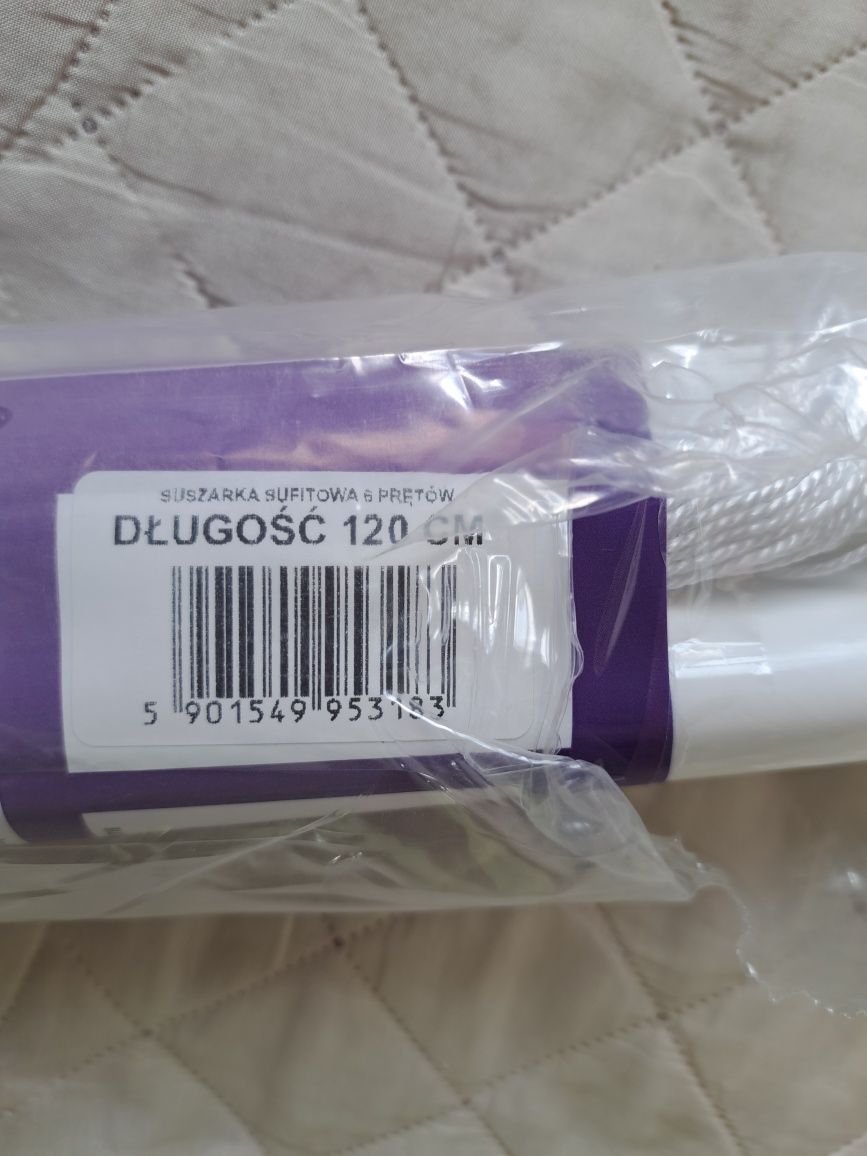 SUSZARKA SUFITOWA 6 PRĘTÓW
DŁUGOŚĆ 120 CM
5 901549 953183